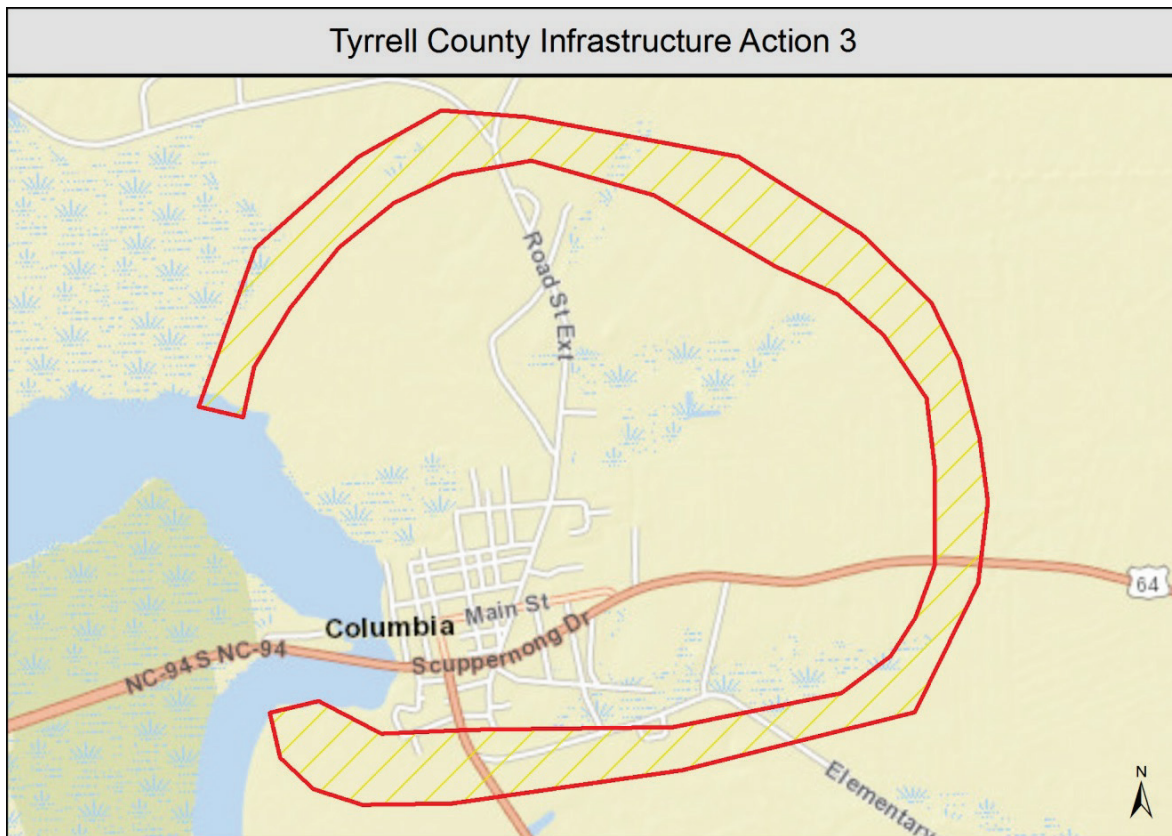 Tyrrell County Infrastructure Action 3
Road St Ext
64
Main St
Columbia
Scuppernong Dr
NC-94 S NC-94
Elementary
N